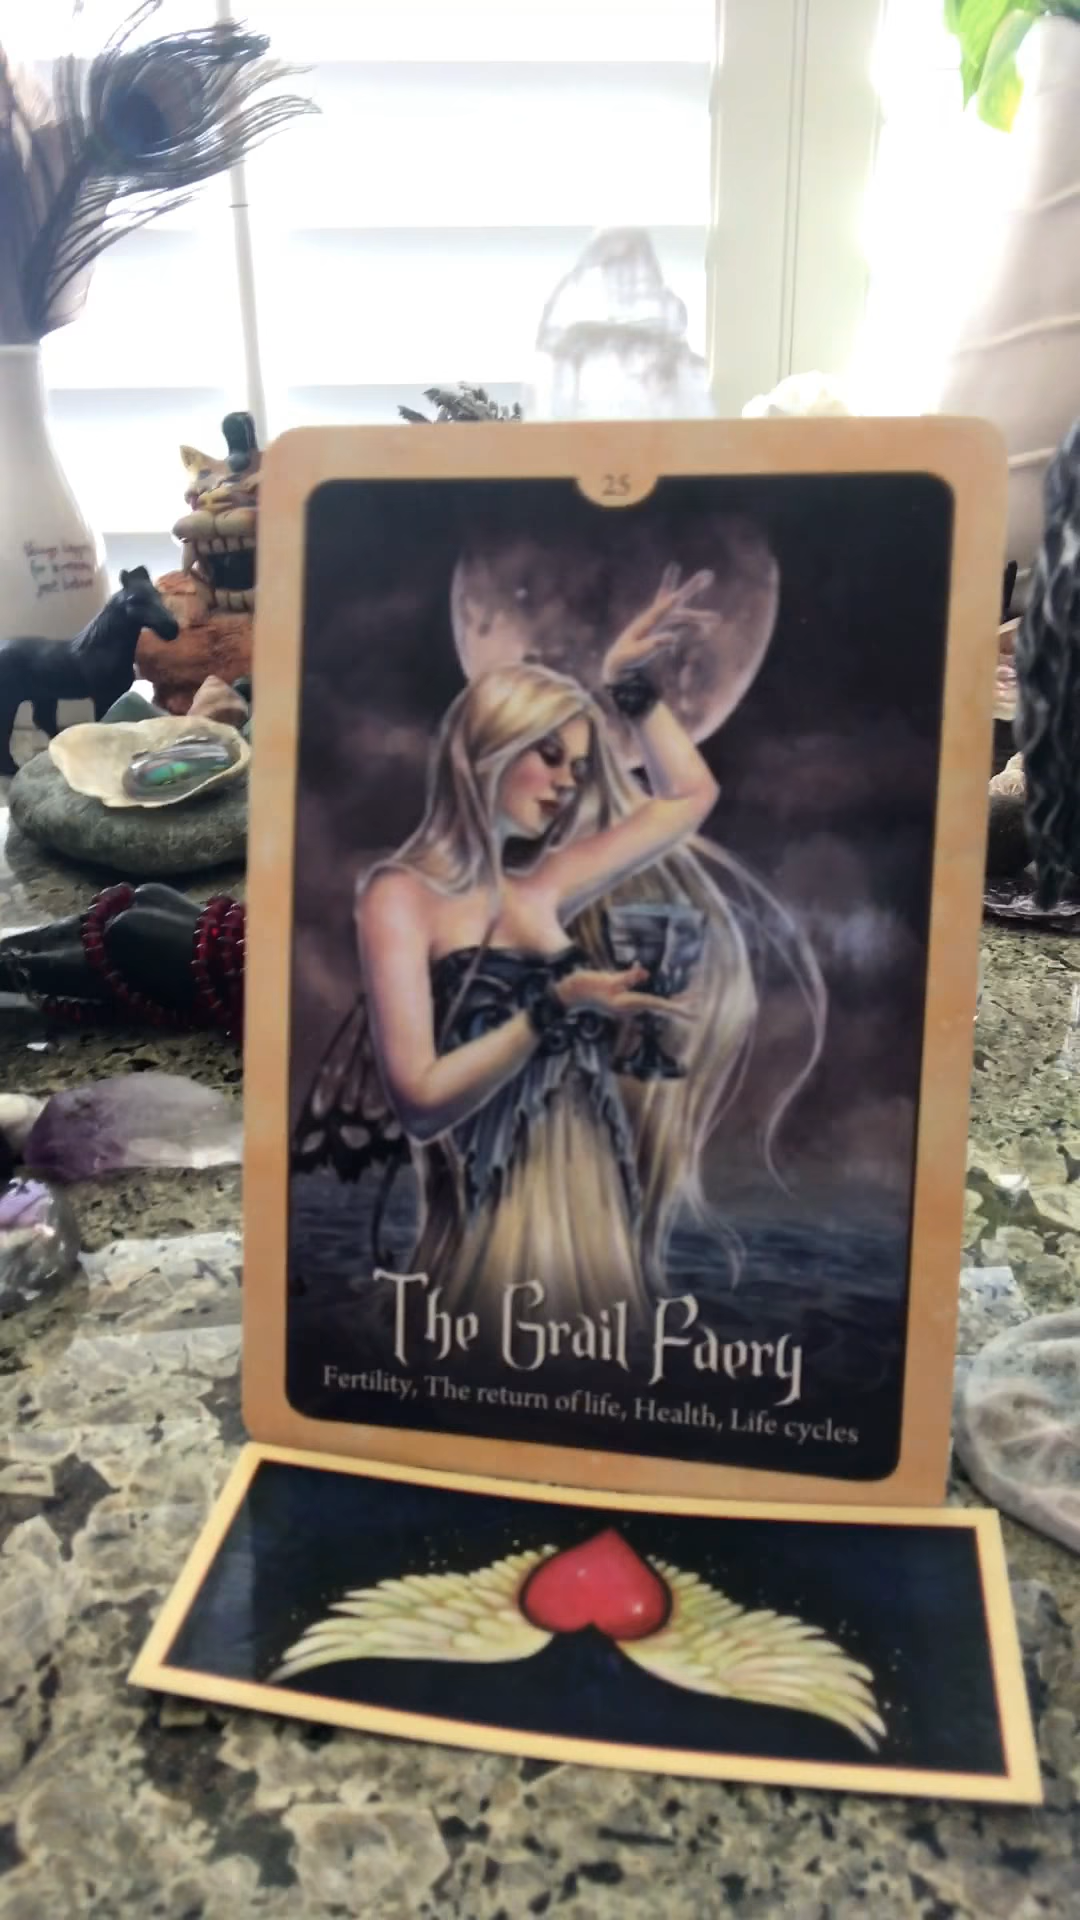 25
The Grail Faery
Fertility, The return of life, Health, Life cycles